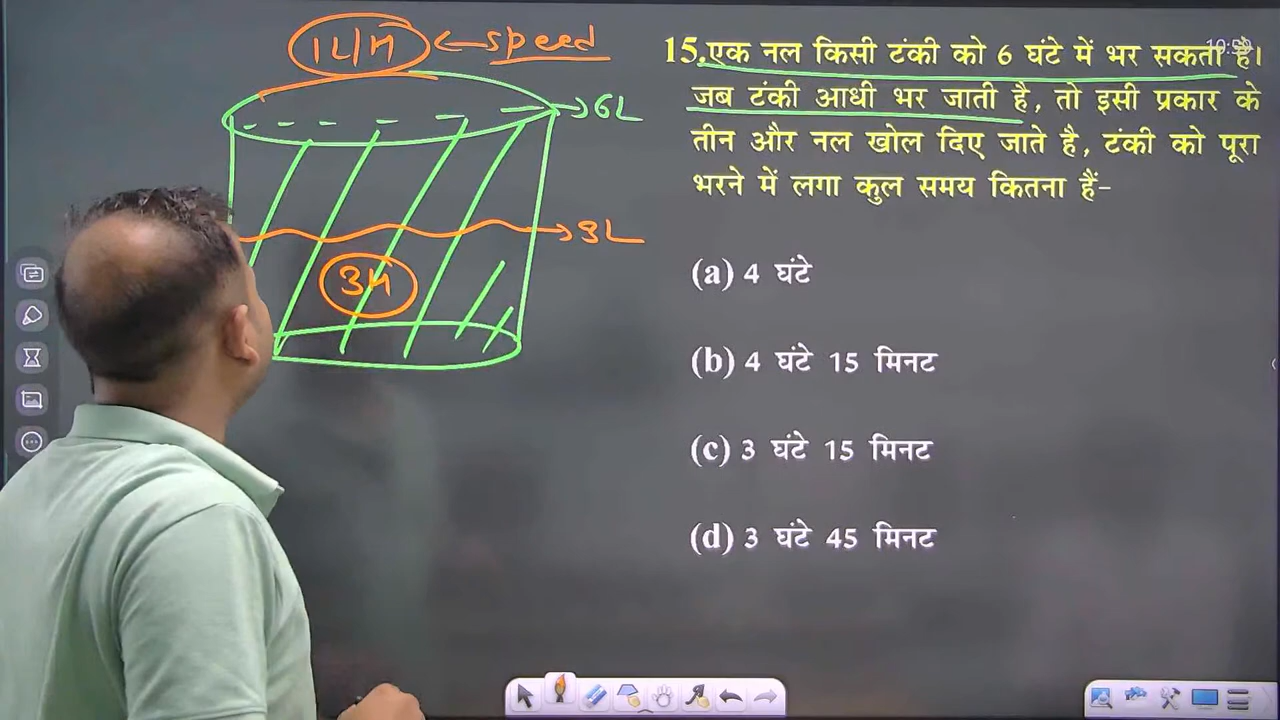 1L/H ← speed
→ 6L
→ 3L
3H
15. एक नल किसी टंकी को 6 घंटे में भर सकता है।
जब टंकी आधी भर जाती है, तो इसी प्रकार के
तीन और नल खोल दिए जाते है, टंकी को पूरा
भरने में लगा कुल समय कितना हैं-
(a) 4 घंटे
(b) 4 घंटे 15 मिनट
(c) 3 घंटे 15 मिनट
(d) 3 घंटे 45 मिनट